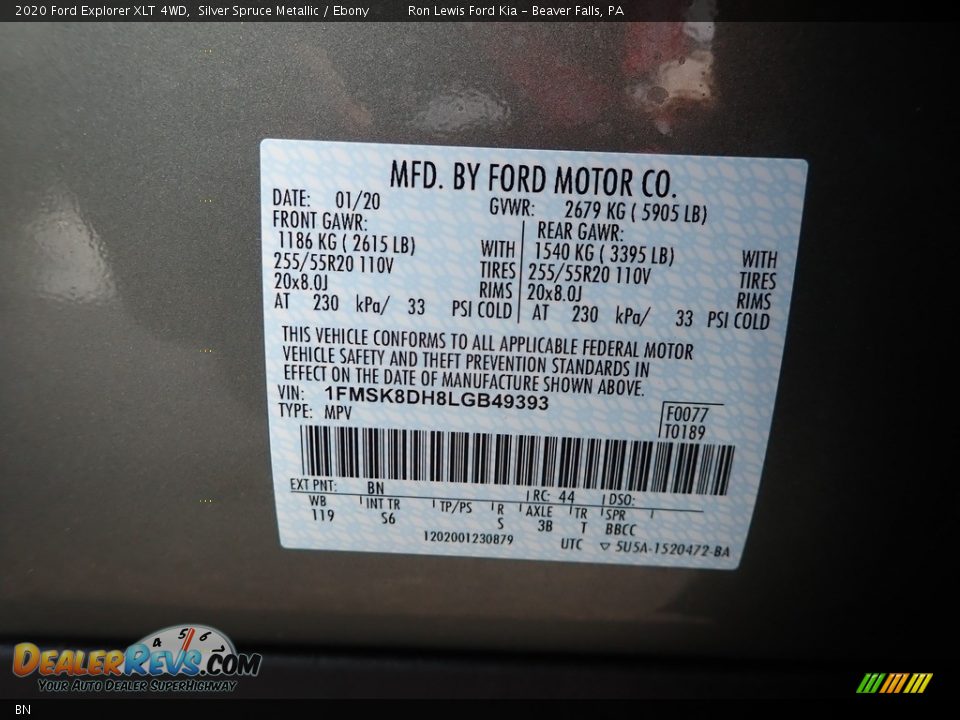 2020 Ford Explorer XLT 4WD, Silver Spruce Metallic / Ebony Ron Lewis Ford Kia – Beaver Falls, PA
MFD. BY FORD MOTOR CO.
DATE: 01/20 GVWR: 2679 KG ( 5905 LB)
FRONT GAWR: REAR GAWR:
1186 KG ( 2615 LB) WITH 1540 KG ( 3395 LB) WITH
255/55R20 110V TIRES 255/55R20 110V TIRES
20x8.0J RIMS 20x8.0J RIMS
AT 230 kPa/ 33 PSI COLD AT 230 kPa/ 33 PSI COLD
THIS VEHICLE CONFORMS TO ALL APPLICABLE FEDERAL MOTOR
VEHICLE SAFETY AND THEFT PREVENTION STANDARDS IN
EFFECT ON THE DATE OF MANUFACTURE SHOWN ABOVE.
VIN: 1FMSK8DH8LGB49393
TYPE: MPV
F0077
T0189
EXT PNT: BN RC: 44 DSO:
WB INT TR TP/PS R AXLE TR SPR
119 S6 S 3B T BBCC
1202001230879 UTC ▽ 5U5A-1520472-BA
4 5 6
DEALERREVS.COM
YOUR AUTO DEALER SUPERHIGHWAY
BN